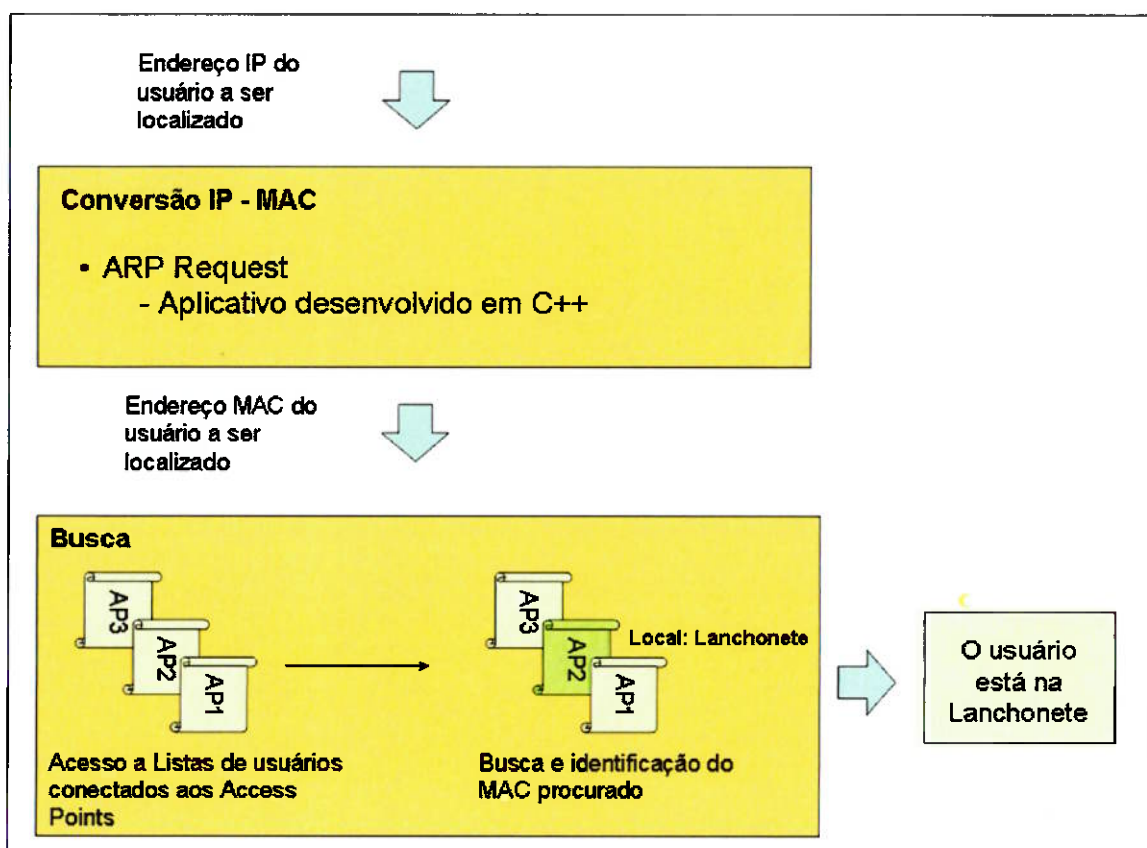 Endereço IP do
usuário a ser
localizado
Conversão IP - MAC
• ARP Request
- Aplicativo desenvolvido em C++
Endereço MAC do
usuário a ser
localizado
Busca
AP3
AP2
AP1
AP3
AP2
AP1
Local: Lanchonete
Acesso a Listas de usuários
conectados aos Access
Points
Busca e identificação do
MAC procurado
O usuário
está na
Lanchonete